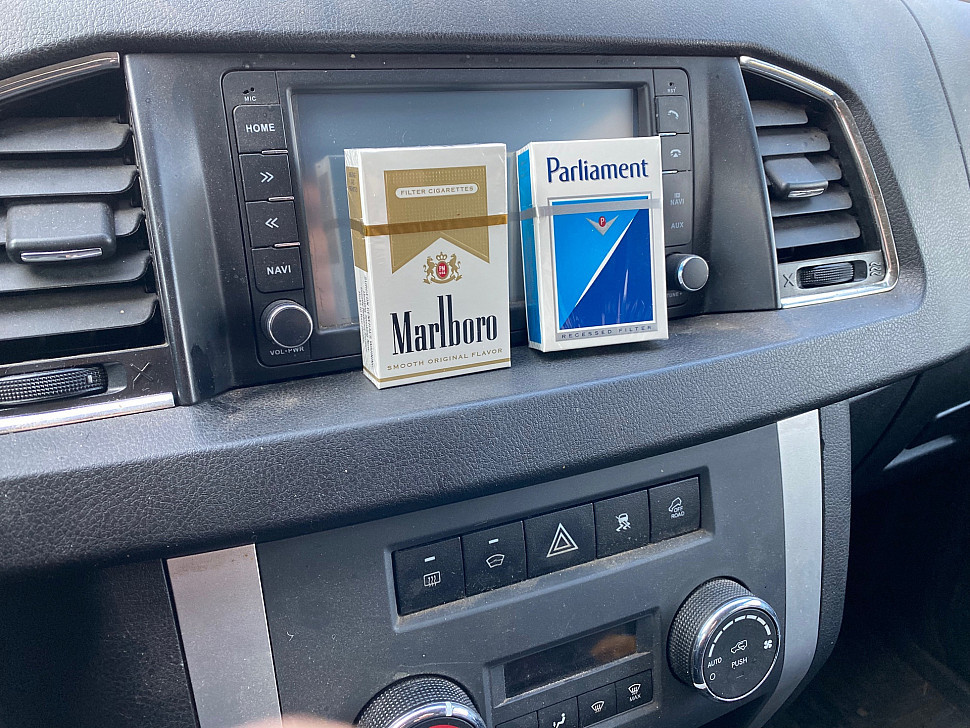 MIC
HOME
NAVI
VOL-PWR
FILTER CIGARETTES
Marlboro
SMOOTH ORIGINAL FLAVOR
Parliament
P
RECESSED FILTER
RST
NAVI
AUX
OFF
ROAD
AUTO
PUSH
MAX